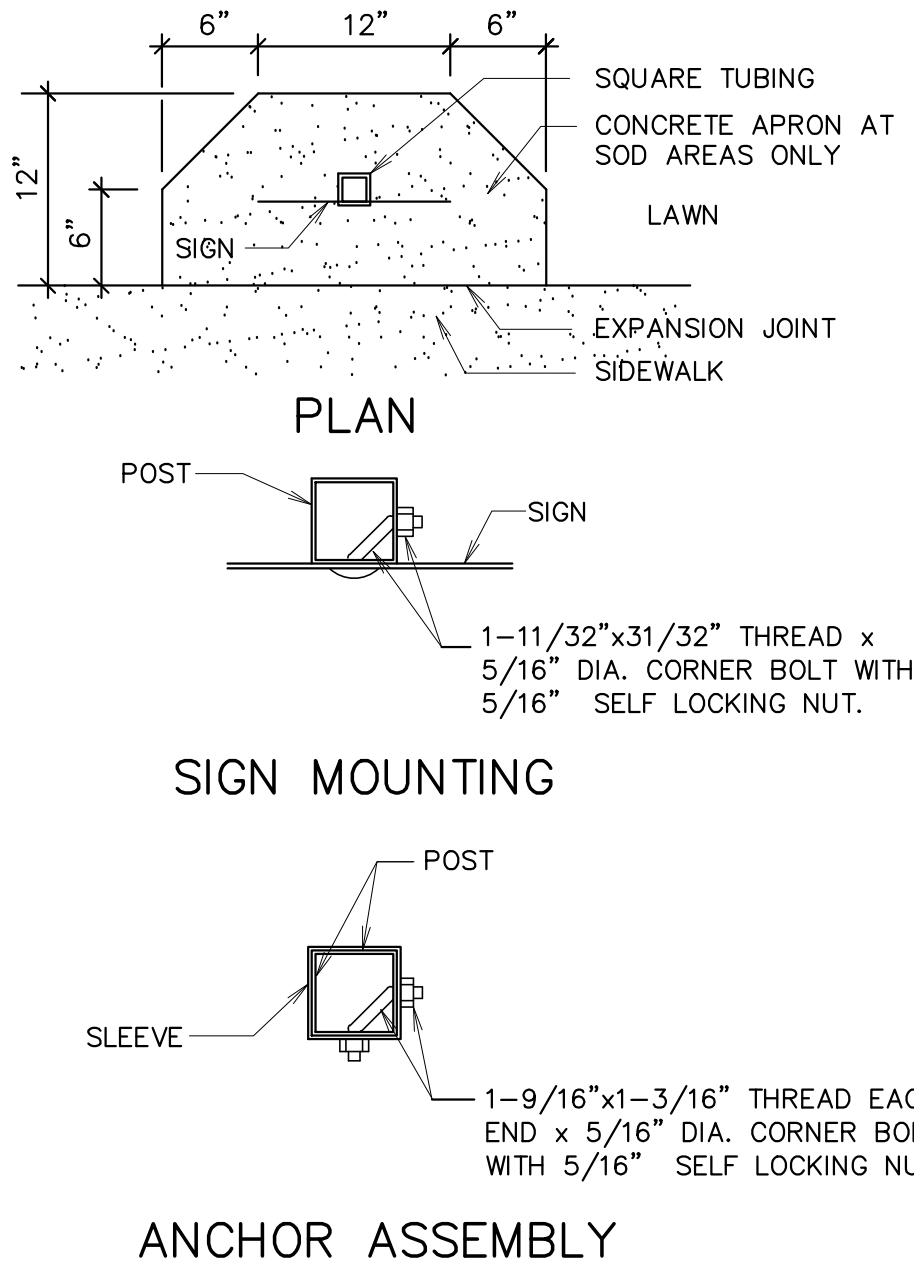 6” 12” 6”
SQUARE TUBING
CONCRETE APRON AT
SOD AREAS ONLY
12”
6”
LAWN
SIGN
EXPANSION JOINT
SIDEWALK
PLAN
POST
SIGN
1–11/32”x31/32” THREAD x
5/16” DIA. CORNER BOLT WITH
5/16” SELF LOCKING NUT.
SIGN MOUNTING
POST
SLEEVE
1–9/16”x1–3/16” THREAD
END x 5/16” DIA. CORNER
WITH 5/16” SELF LOCKING
ANCHOR ASSEMBLY